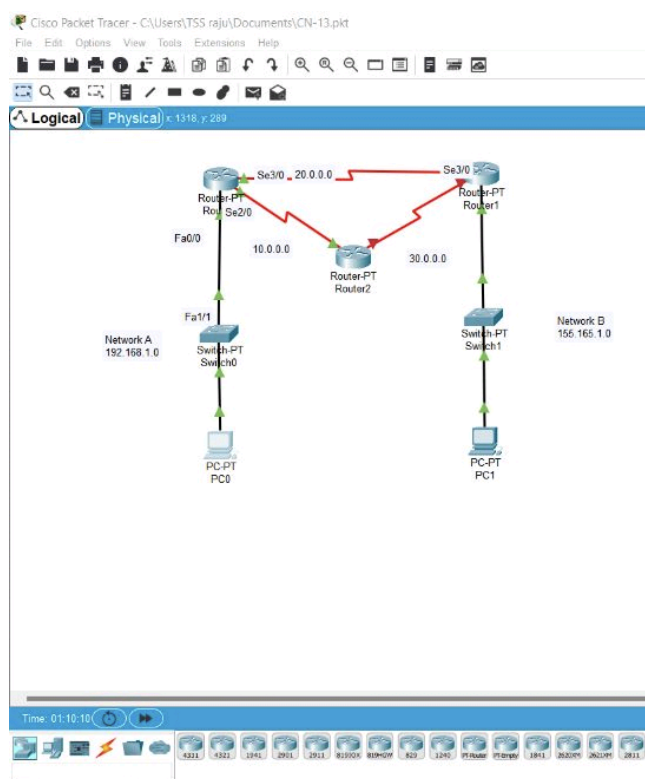 Cisco Packet Tracer - C:\Users\TSS raju\Documents\CN-13.pkt
File Edit Options View Tools Extensions Help
Logical Physical x: 1318, y: 289
Se3/0 20.0.0.0 Se3/0
Router-PT
Se2/0
Router-PT
Router1
Fa0/0
10.0.0.0
30.0.0.0
Router-PT
Router2
Fa1/1
Network A
192.168.1.0
Switch-PT
Switch0
Switch-PT
Switch1
Network B
155.165.1.0
PC-PT
PC0
PC-PT
PC1
Time: 01:10:10
4331 4321 1941 2901 2911 819HGW 829 1240 PT-Router PT-Empty 1841 2620XM 2621XM 2811